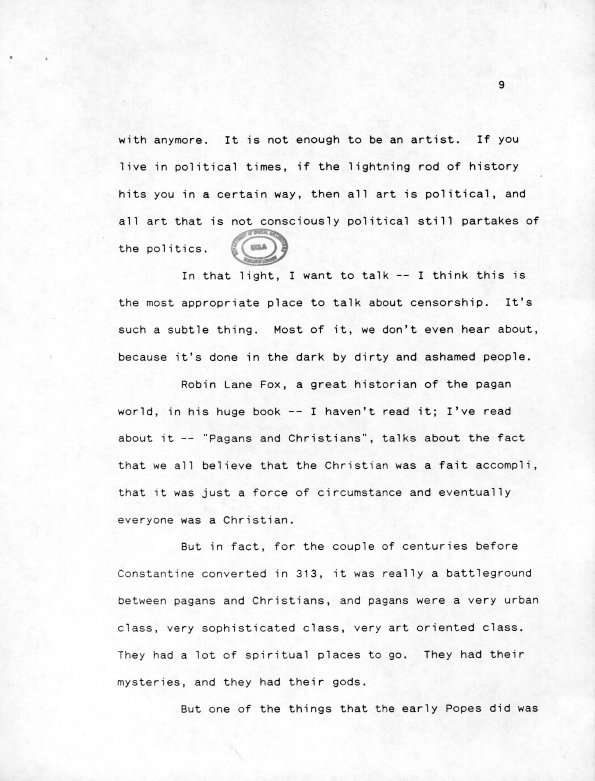 9
with anymore.  It is not enough to be an artist.  If you
live in political times, if the lightning rod of history
hits you in a certain way, then all art is political, and
all art that is not consciously political still partakes of
the politics.
UCLA
In that light, I want to talk -- I think this is
the most appropriate place to talk about censorship.  It's
such a subtle thing.  Most of it, we don't even hear about,
because it's done in the dark by dirty and ashamed people.
Robin Lane Fox, a great historian of the pagan
world, in his huge book -- I haven't read it; I've read
about it -- "Pagans and Christians", talks about the fact
that we all believe that the Christian was a fait accompli,
that it was just a force of circumstance and eventually
everyone was a Christian.
But in fact, for the couple of centuries before
Constantine converted in 313, it was really a battleground
between pagans and Christians, and pagans were a very urban
class, very sophisticated class, very art oriented class.
They had a lot of spiritual places to go.  They had their
mysteries, and they had their gods.
But one of the things that the early Popes did was